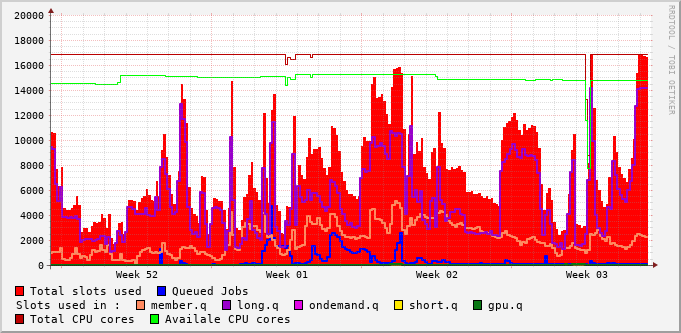 20000
18000
16000
14000
12000
10000
8000
6000
4000
2000
0
Week 52 Week 01 Week 02 Week 03
RRDTOOL / TOBI OETIKER
Total slots used Queued Jobs
Slots used in : member.q long.q ondemand.q short.q gpu.q
Total CPU cores Availale CPU cores